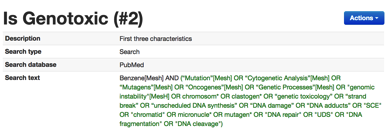 Is Genotoxic (#2)
Actions
Description First three characteristics
Search type Search
Search database PubMed
Search text Benzene[Mesh] AND ("Mutation"[Mesh] OR "Cytogenetic Analysis"[Mesh] OR
"Mutagens"[Mesh] OR "Oncogenes"[Mesh] OR "Genetic Processes"[Mesh] OR "genomic
instability"[MesH] OR chromosom* OR clastogen* OR "genetic toxicology" OR "strand
break" OR "unscheduled DNA synthesis" OR "DNA damage" OR "DNA adducts" OR "SCE"
OR "chromatid" OR micronucle* OR mutagen* OR "DNA repair" OR "UDS" OR "DNA
fragmentation" OR "DNA cleavage")